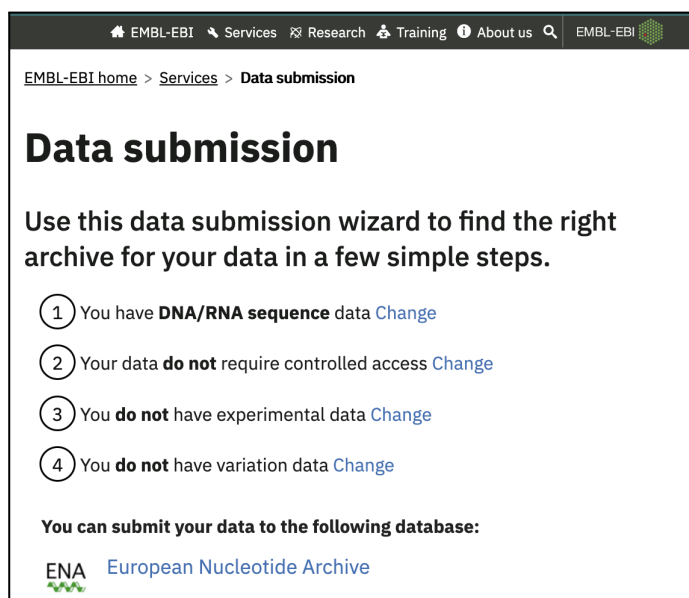 EMBL-EBI Services Research Training About us EMBL-EBI
EMBL-EBI home > Services > Data submission
Data submission
Use this data submission wizard to find the right
archive for your data in a few simple steps.
1 You have DNA/RNA sequence data Change
2 Your data do not require controlled access Change
3 You do not have experimental data Change
4 You do not have variation data Change
You can submit your data to the following database:
ENA European Nucleotide Archive